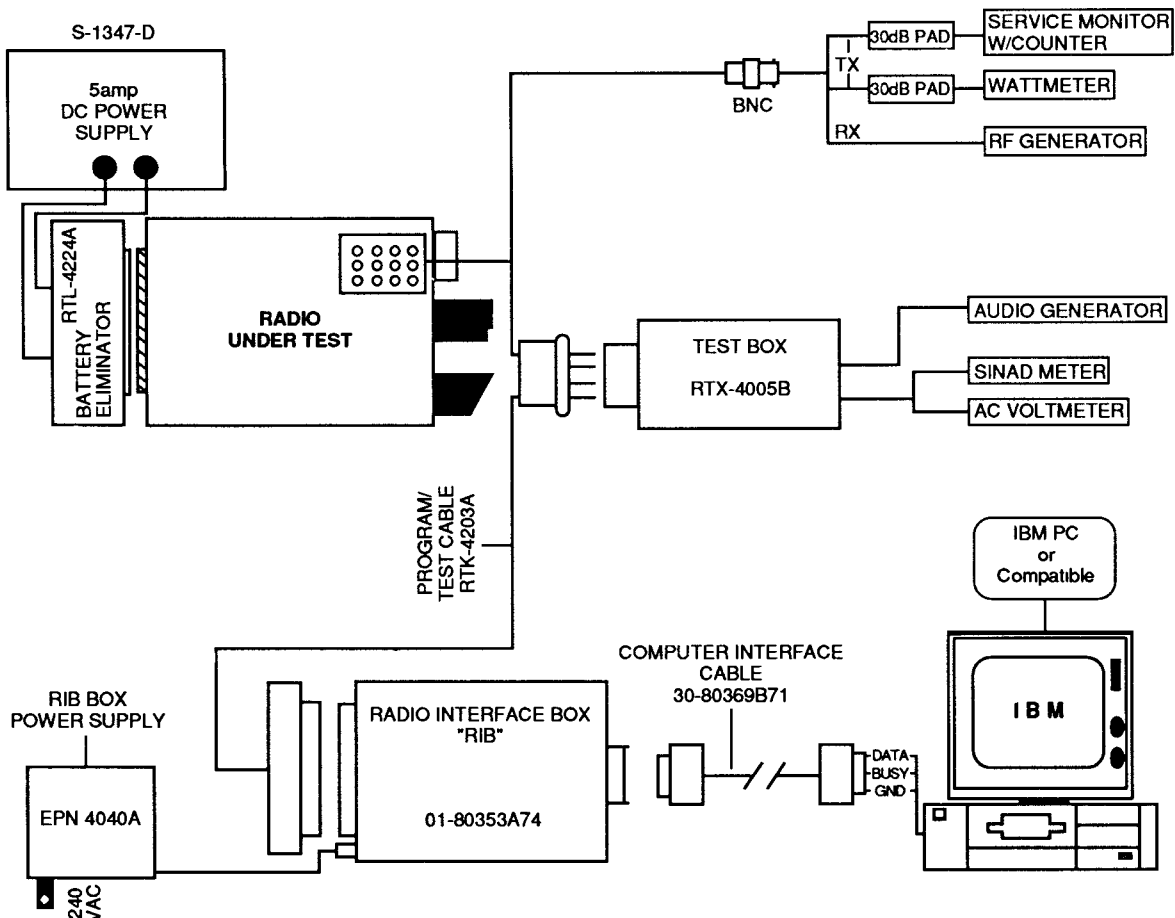 S-1347-D
5amp
DC POWER
SUPPLY
30dB PAD
SERVICE MONITOR
W/COUNTER
TX
30dB PAD
WATTMETER
BNC
RX
RF GENERATOR
BATTERY RTL-4224A
ELIMINATOR
RADIO
UNDER TEST
TEST BOX
RTX-4005B
AUDIO GENERATOR
SINAD METER
AC VOLTMETER
PROGRAM/
TEST CABLE
RTK-4203A
IBM PC
or
Compatible
COMPUTER INTERFACE
CABLE
30-80369B71
RIB BOX
POWER SUPPLY
EPN 4040A
240
VAC
RADIO INTERFACE BOX
"RIB"
01-80353A74
DATA
BUSY
GND
IBM